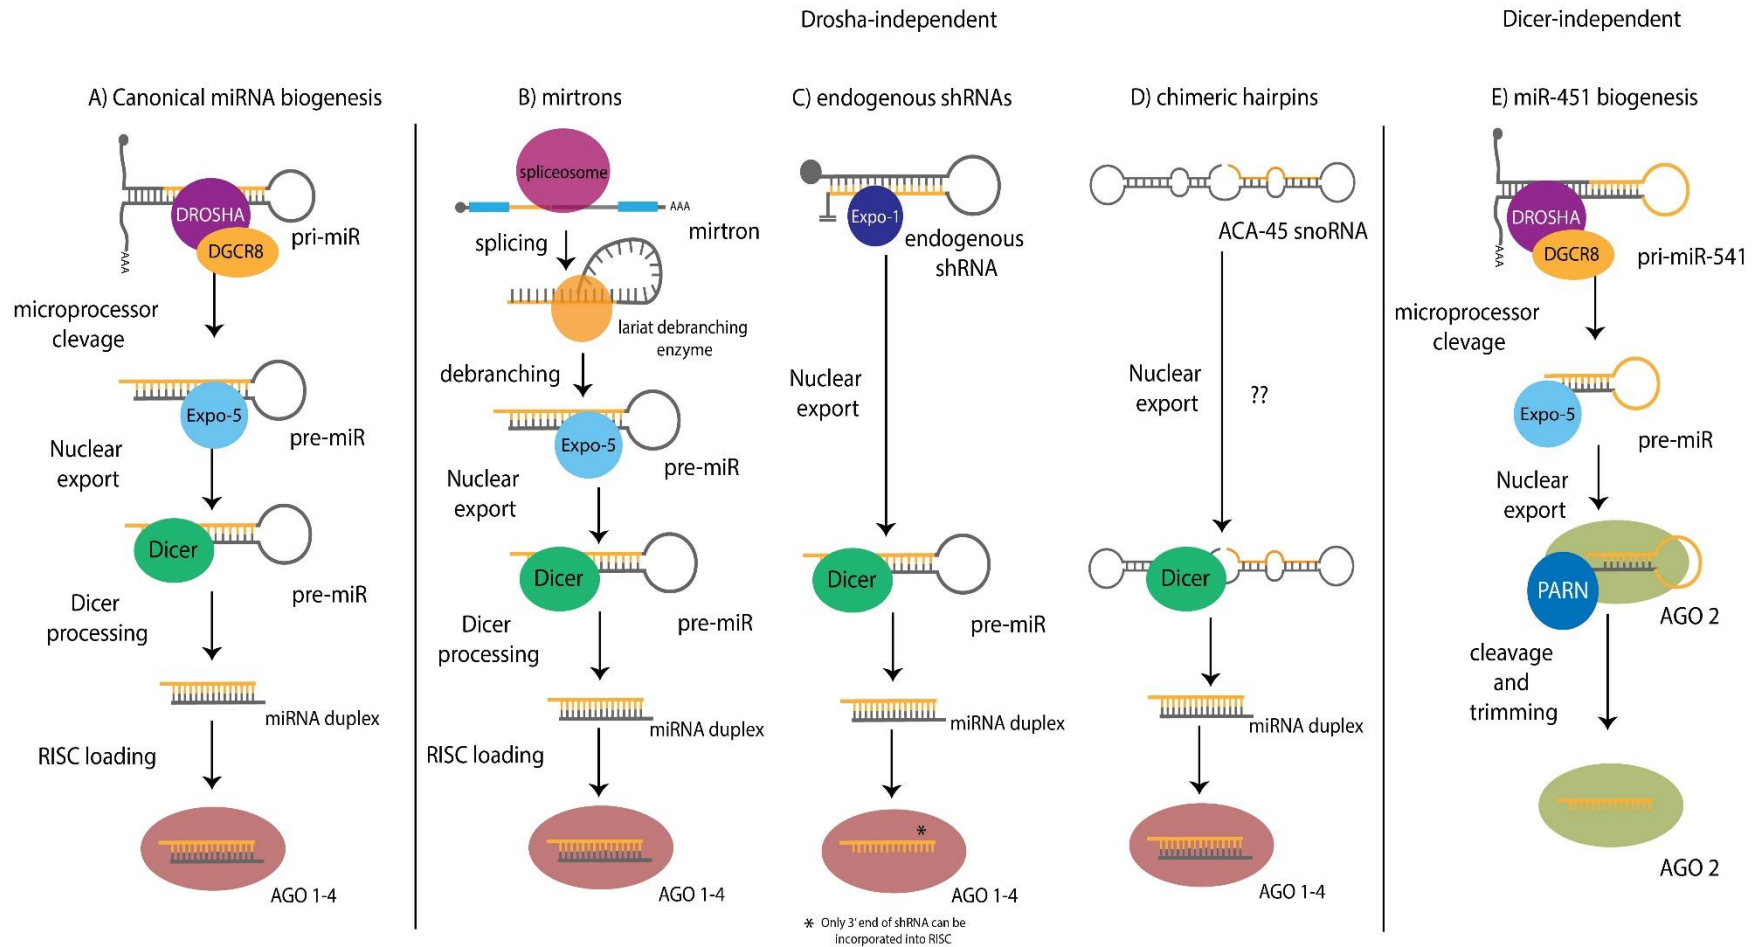 Drosha-independent
Dicer-independent
A) Canonical miRNA biogenesis
B) mirtrons
C) endogenous shRNAs
D) chimeric hairpins
E) miR-451 biogenesis
DROSHA
DGCR8
pri-miR
AAA
microprocessor
clevage
Expo-5
pre-miR
Nuclear
export
Dicer
pre-miR
Dicer
processing
miRNA duplex
RISC loading
AGO 1-4
spliceosome
AAA
mirtron
splicing
lariat debranching
enzyme
debranching
Expo-5
pre-miR
Nuclear
export
Dicer
pre-miR
Dicer
processing
miRNA duplex
RISC loading
AGO 1-4
Expo-1
endogenous
shRNA
Nuclear
export
Dicer
pre-miR
miRNA duplex
*
AGO 1-4
* Only 3' end of shRNA can be
incorporated into RISC
ACA-45 snoRNA
Nuclear
export
??
Dicer
miRNA duplex
AGO 1-4
DROSHA
DGCR8
AAA
pri-miR-541
microprocessor
clevage
Expo-5
pre-miR
Nuclear
export
PARN
AGO 2
cleavage
and
trimming
AGO 2